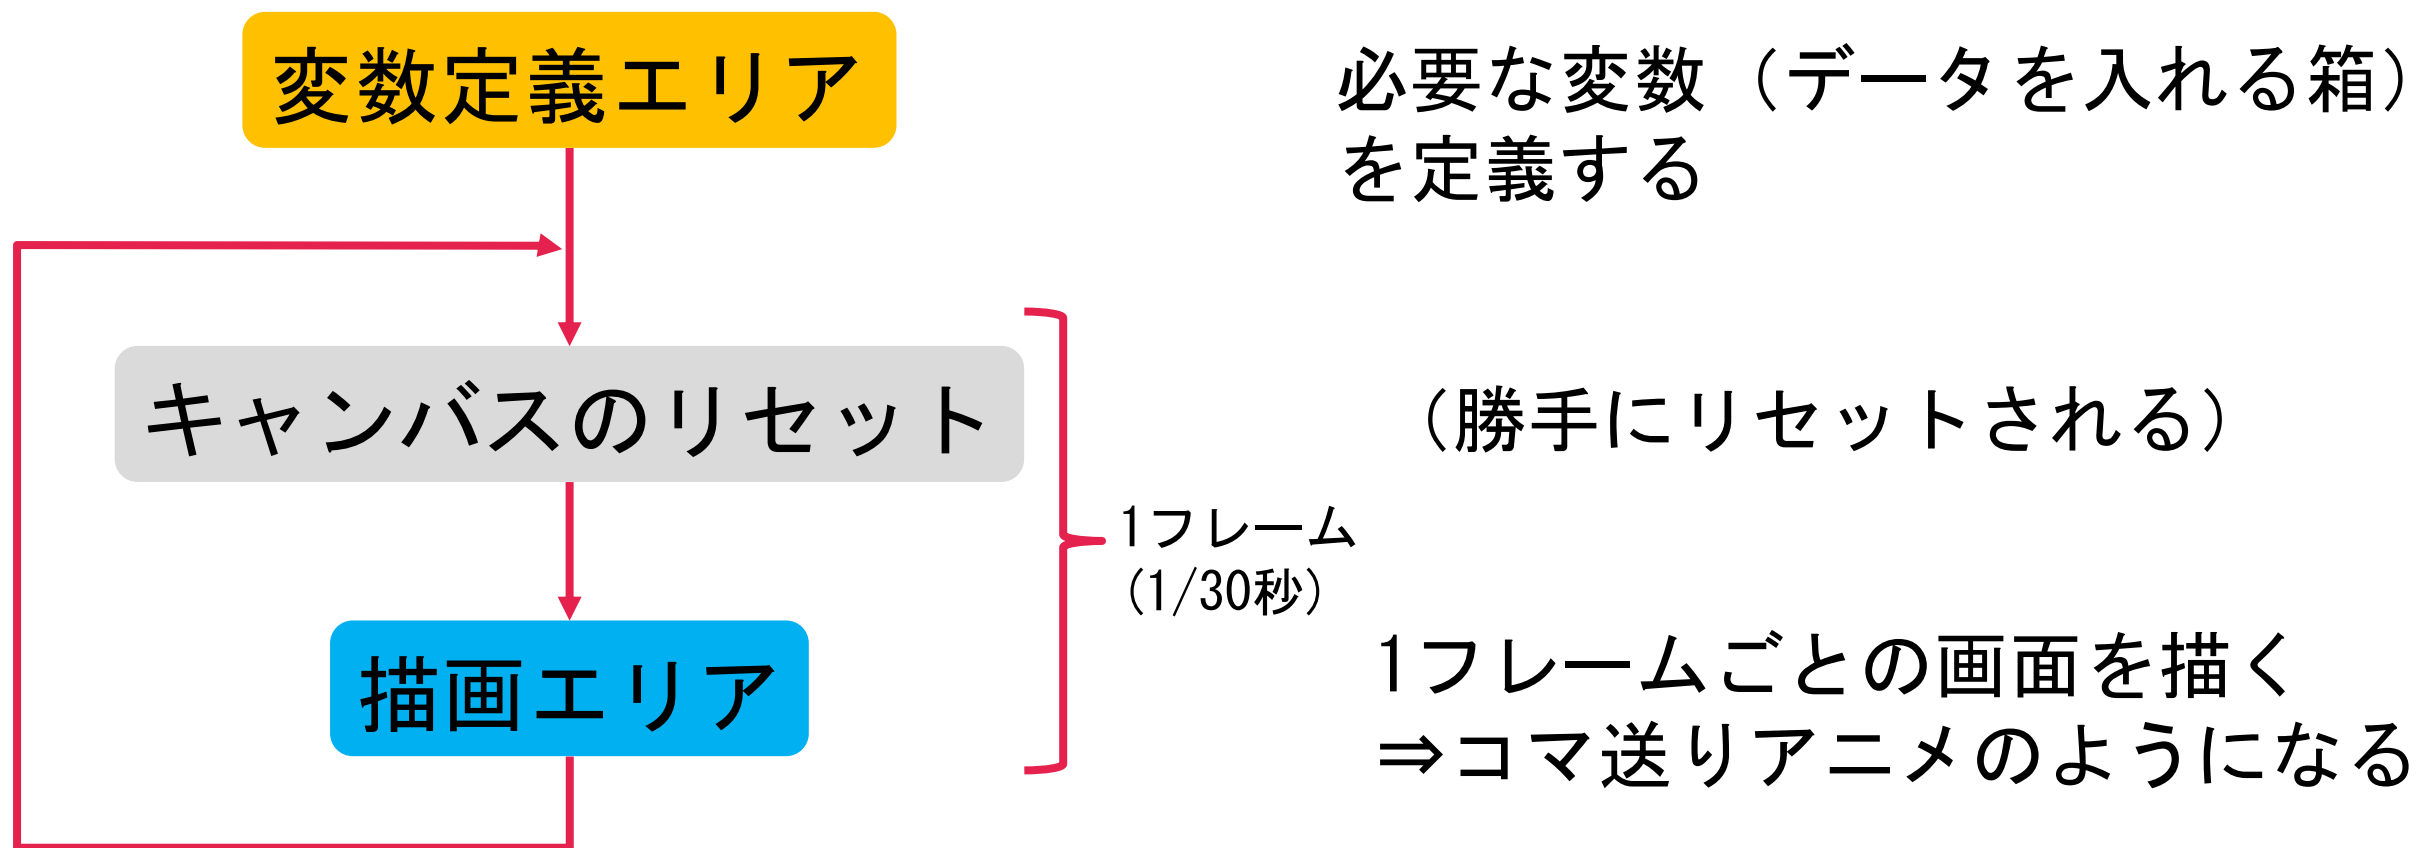 変数定義エリア
必要な変数（データを入れる箱）
を定義する
キャンバスのリセット
（勝手にリセットされる）
1フレーム
(1/30秒)
描画エリア
1フレームごとの画面を描く
⇒コマ送りアニメのようになる